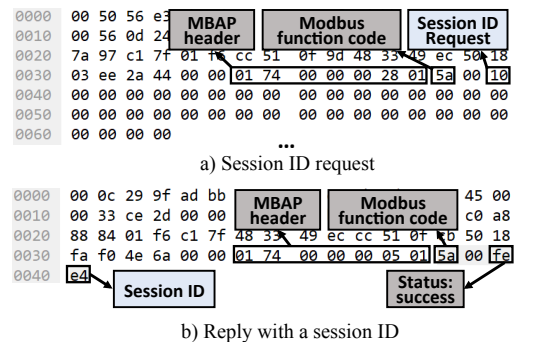 0000 00 50 56 e3
MBAP header
Modbus function code
Session ID Request
0010 00 56 0d 24
0020 7a 97 c1 7f 01 f6 cc 51 0f 9d 48 33 49 ec 50 18
0030 03 ee 2a 44 00 00 01 74 00 00 00 28 01 5a 00 10
0040 00 00 00 00 00 00 00 00 00 00 00 00 00 00 00 00
0050 00 00 00 00 00 00 00 00 00 00 00 00 00 00 00 00
0060 00 00 00 00
...
a) Session ID request
0000 00 0c 29 9f ad bb 45 00
MBAP header
Modbus function code
0010 00 33 ce 2d 00 00 c0 a8
0020 88 84 01 f6 c1 7f 48 33 49 ec cc 51 0f 50 18
0030 fa f0 4e 6a 00 00 01 74 00 00 00 05 01 5a 00 fe
0040 e4
Session ID
Status: success
b) Reply with a session ID